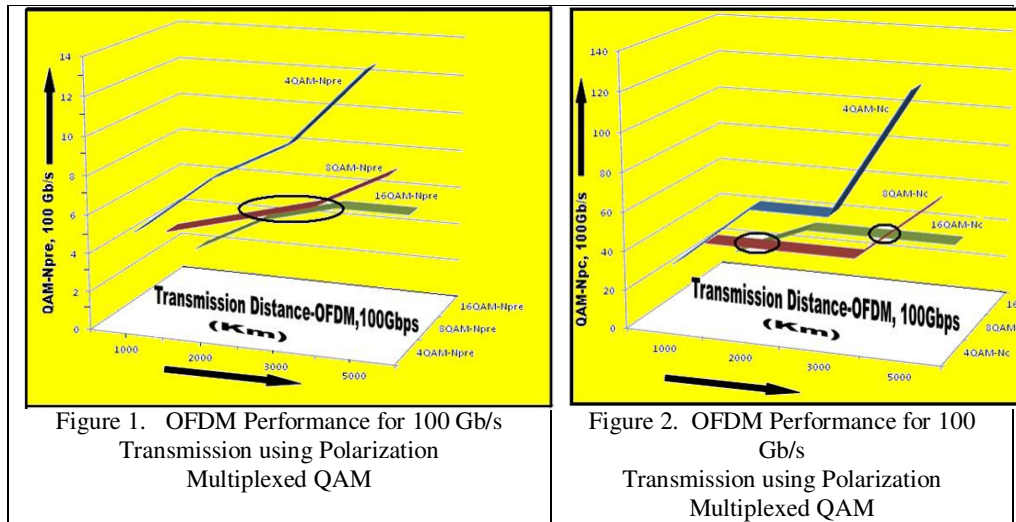 14
12
10
8
6
4
2
0
QAM-Npre, 100 Gb/s
4QAM-Npre
8QAM-Npre
16QAM-Npre
Transmission Distance-OFDM,100Gbps
(Km)
16QAM-Npre
8QAM-Npre
4QAM-Npre
1000
2000
3000
5000
Figure 1. OFDM Performance for 100 Gb/s
Transmission using Polarization
Multiplexed QAM
140
120
100
80
60
40
20
0
QAM-Npc, 100Gb/s
4QAM-Nc
8QAM-Nc
16QAM-Nc
Transmission Distance-OFDM, 100Gbps
(Km)
16
8QAM
4QAM-Nc
1000
2000
3000
5000
Figure 2. OFDM Performance for 100
Gb/s
Transmission using Polarization
Multiplexed QAM